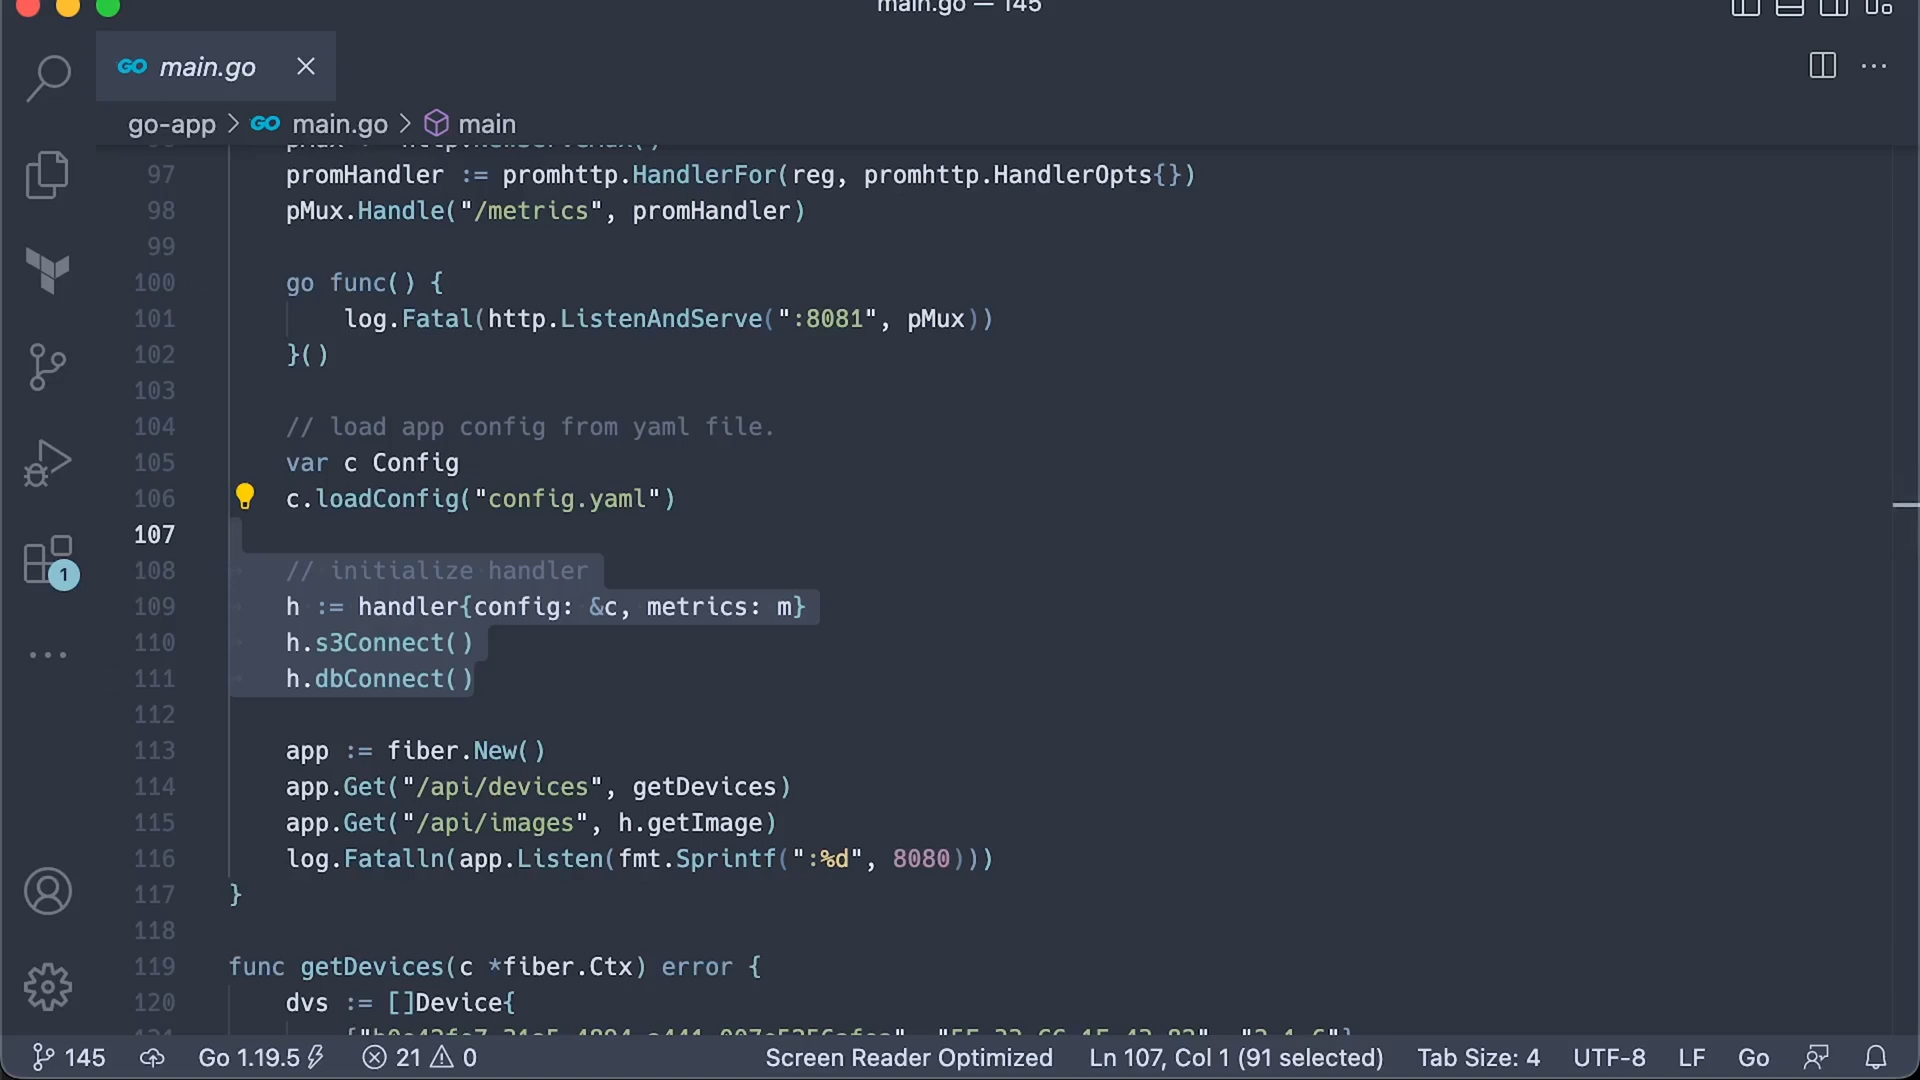 main.go — 145
GO main.go
go-app > GO main.go > main
97 promHandler := promhttp.HandlerFor(reg, promhttp.HandlerOpts{})
98 pMux.Handle("/metrics", promHandler)
99
100 go func() {
101 log.Fatal(http.ListenAndServe(":8081", pMux))
102 }()
103
104 // load app config from yaml file.
105 var c Config
106 c.loadConfig("config.yaml")
107
108 // initialize handler
109 h := handler{config: &c, metrics: m}
110 h.s3Connect()
111 h.dbConnect()
112
113 app := fiber.New()
114 app.Get("/api/devices", getDevices)
115 app.Get("/api/images", h.getImage)
116 log.Fatalln(app.Listen(fmt.Sprintf(":%d", 8080)))
117 }
118
119 func getDevices(c *fiber.Ctx) error {
120 dvs := []Device{
1
145 Go 1.19.5 21 0 Screen Reader Optimized Ln 107, Col 1 (91 selected) Tab Size: 4 UTF-8 LF Go